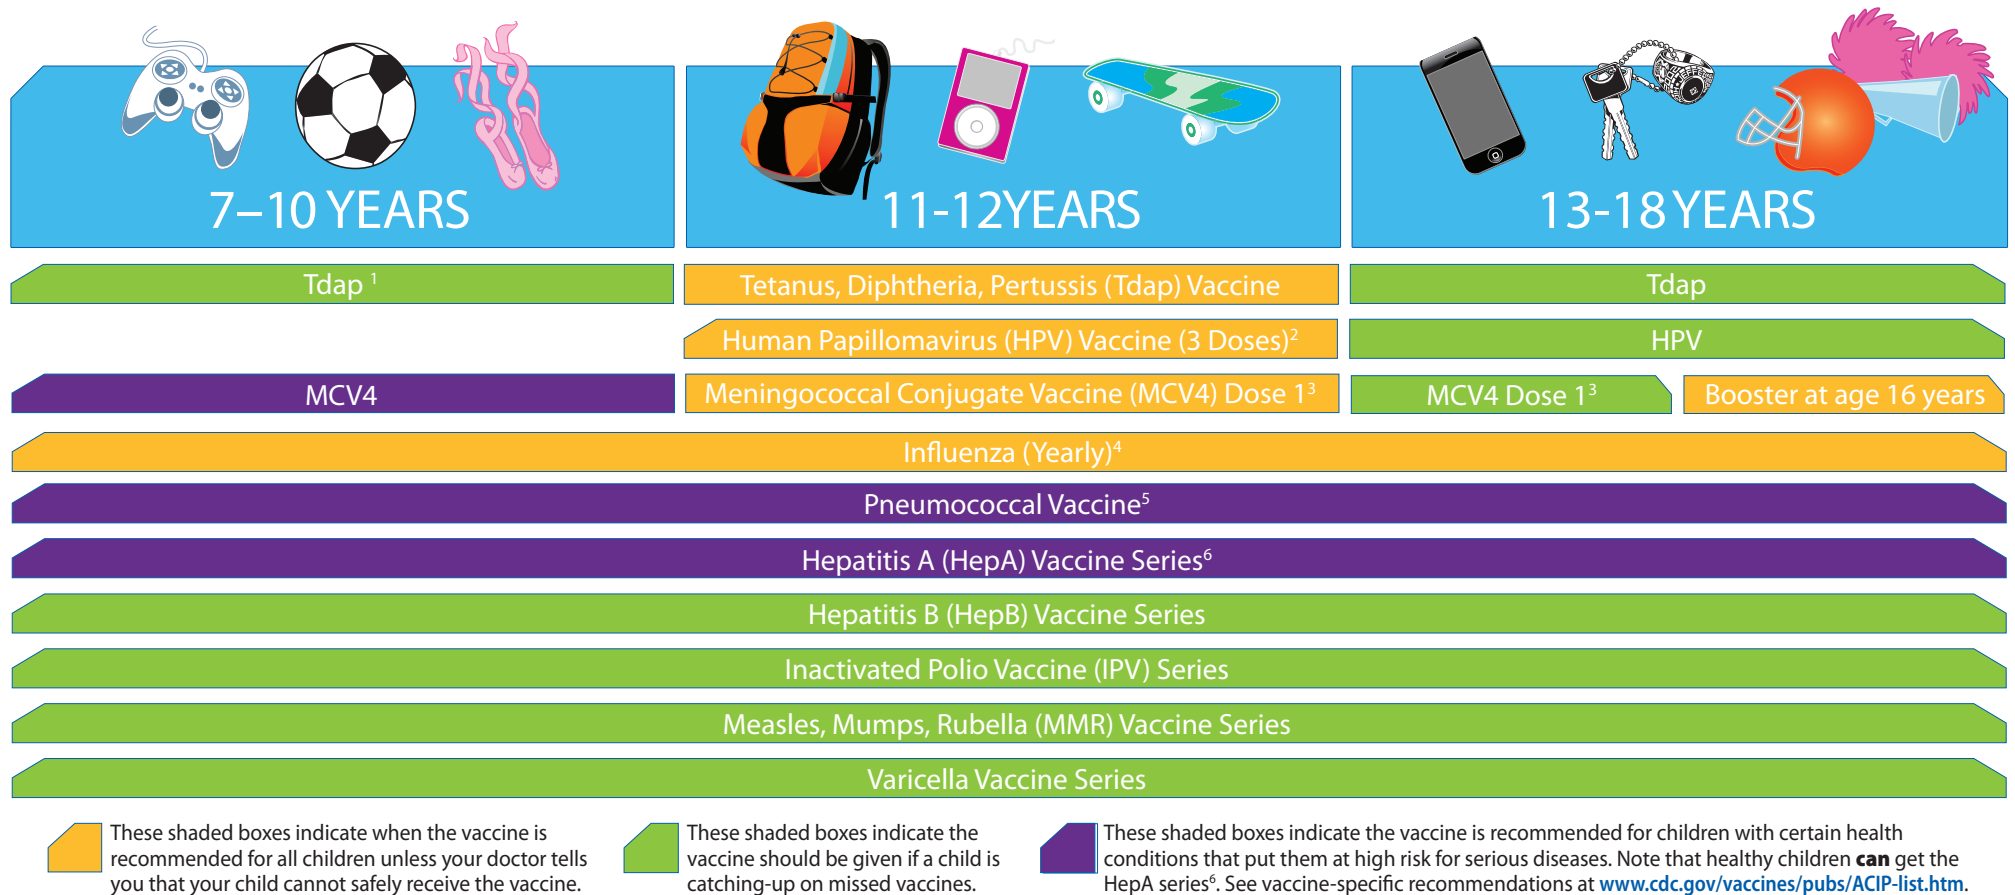 7–10 YEARS
11-12YEARS
13-18 YEARS
Tdap 1
Tetanus, Diphtheria, Pertussis (Tdap) Vaccine
Tdap
Human Papillomavirus (HPV) Vaccine (3 Doses)2
HPV
MCV4
Meningococcal Conjugate Vaccine (MCV4) Dose 13
MCV4 Dose 13
Booster at age 16 years
Influenza (Yearly)4
Pneumococcal Vaccine5
Hepatitis A (HepA) Vaccine Series6
Hepatitis B (HepB) Vaccine Series
Inactivated Polio Vaccine (IPV) Series
Measles, Mumps, Rubella (MMR) Vaccine Series
Varicella Vaccine Series
These shaded boxes indicate when the vaccine is
recommended for all children unless your doctor tells
you that your child cannot safely receive the vaccine.
These shaded boxes indicate the
vaccine should be given if a child is
catching-up on missed vaccines.
These shaded boxes indicate the vaccine is recommended for children with certain health
conditions that put them at high risk for serious diseases. Note that healthy children can get the
HepA series6. See vaccine-specific recommendations at www.cdc.gov/vaccines/pubs/ACIP-list.htm.